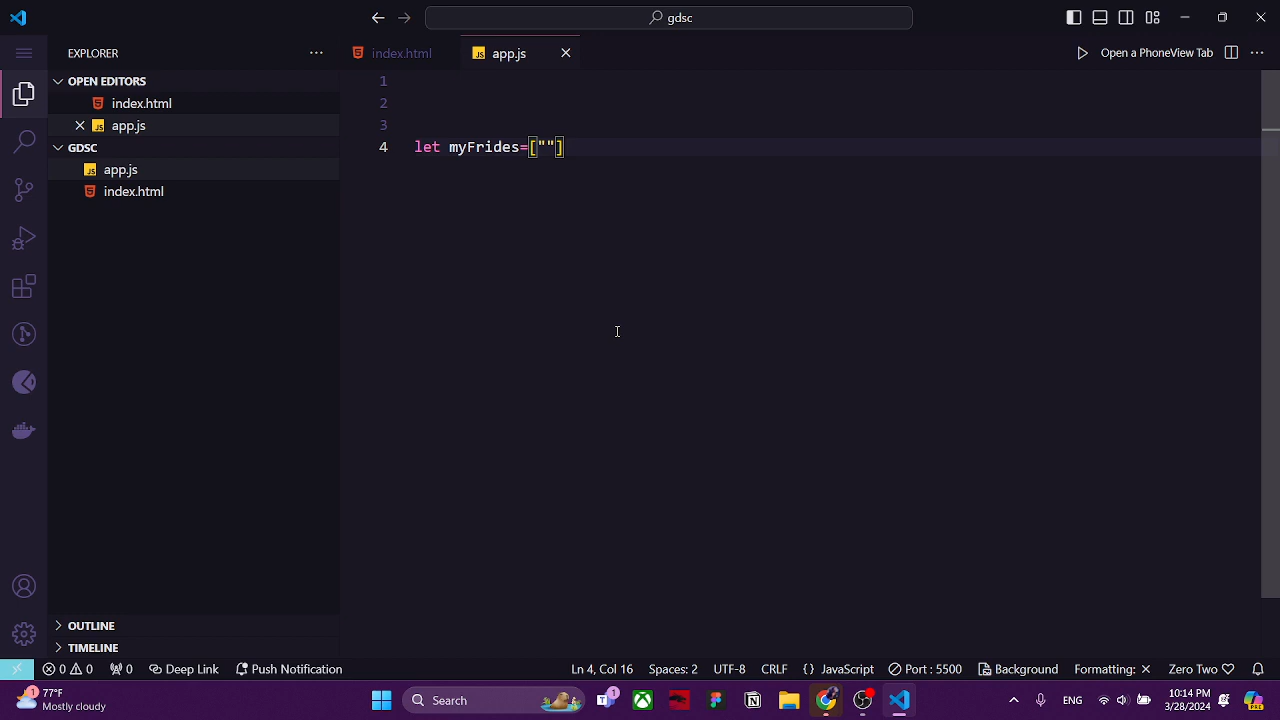 gdsc
EXPLORER
index.html
app.js
Open a PhoneView Tab
OPEN EDITORS
index.html
app.js
GDSC
app.js
index.html
1
2
3
4
let myFrides=[""]
OUTLINE
TIMELINE
0 0 0 Deep Link Push Notification Ln 4, Col 16 Spaces: 2 UTF-8 CRLF {} JavaScript Port : 5500 Background Formatting: × Zero Two
1 77°F
Mostly cloudy
Search
1
ENG
10:14 PM
3/28/2024